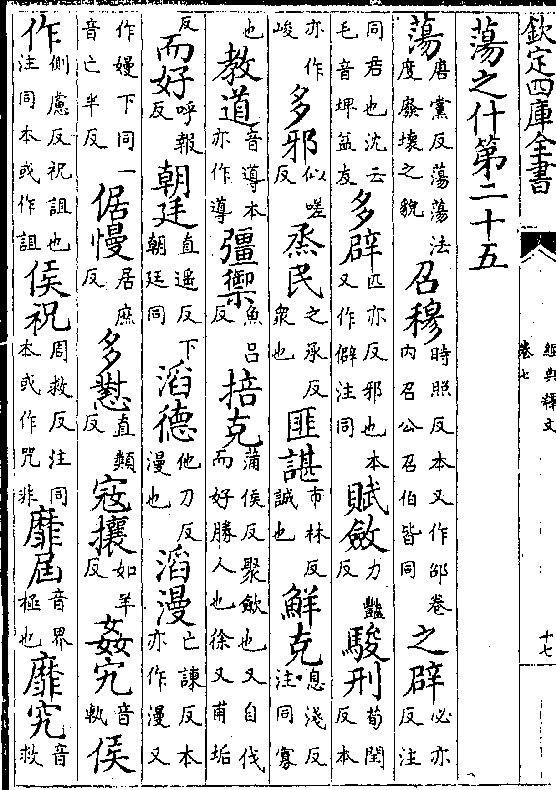 欽定四庫全書
經典釋文
卷七
十七
蕩之什第二十五
蕩唐黨反蕩蕩法度廢壞之貌召穆時照反本又作邵卷内召公召伯皆同之辟必亦反注
同君也沈云毛音埤益友多辟匹亦反邪也本又作僻注同賦斂力豔反駿刑荀閏反本
亦作峻多邪似嗟反烝民之承反衆也匪諶市林反誠也鮮克息淺反注同寡
也教道音導本亦作導彊禦魚呂反掊克蒲侯反聚斂也又自伐而好勝人也徐又甫垢
反而好呼報反朝廷直遥反下朝廷同滔德他刀反漫也滔漫亡諫反本亦作漫又
作嫚下同一音亡半反倨慢居庶反多懟直類反寇攘如羊反姦宄音軌侯
作側慮反祝詛也注同本或作詛侯祝周救反注同本或作咒非靡屆音界極也靡究音救